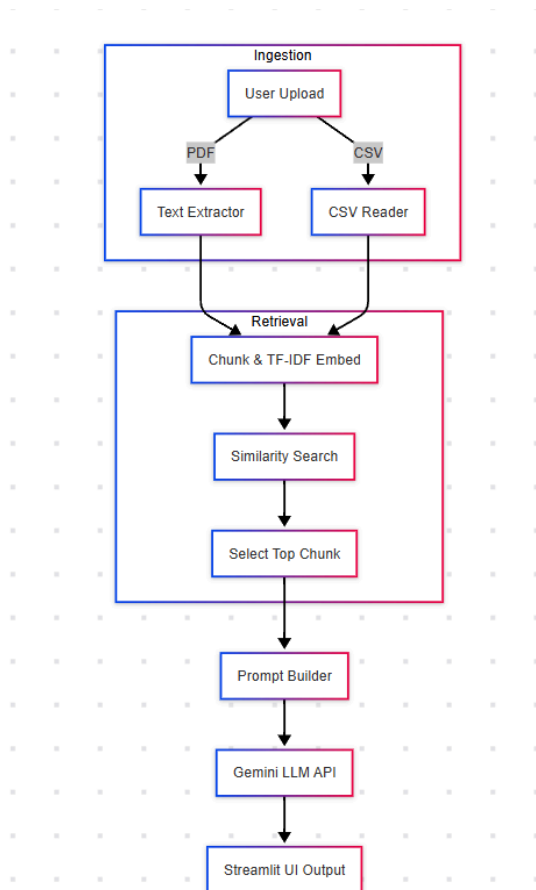 Ingestion
User Upload
PDF
CSV
Text Extractor
CSV Reader
Retrieval
Chunk & TF-IDF Embed
Similarity Search
Select Top Chunk
Prompt Builder
Gemini LLM API
Streamlit UI Output